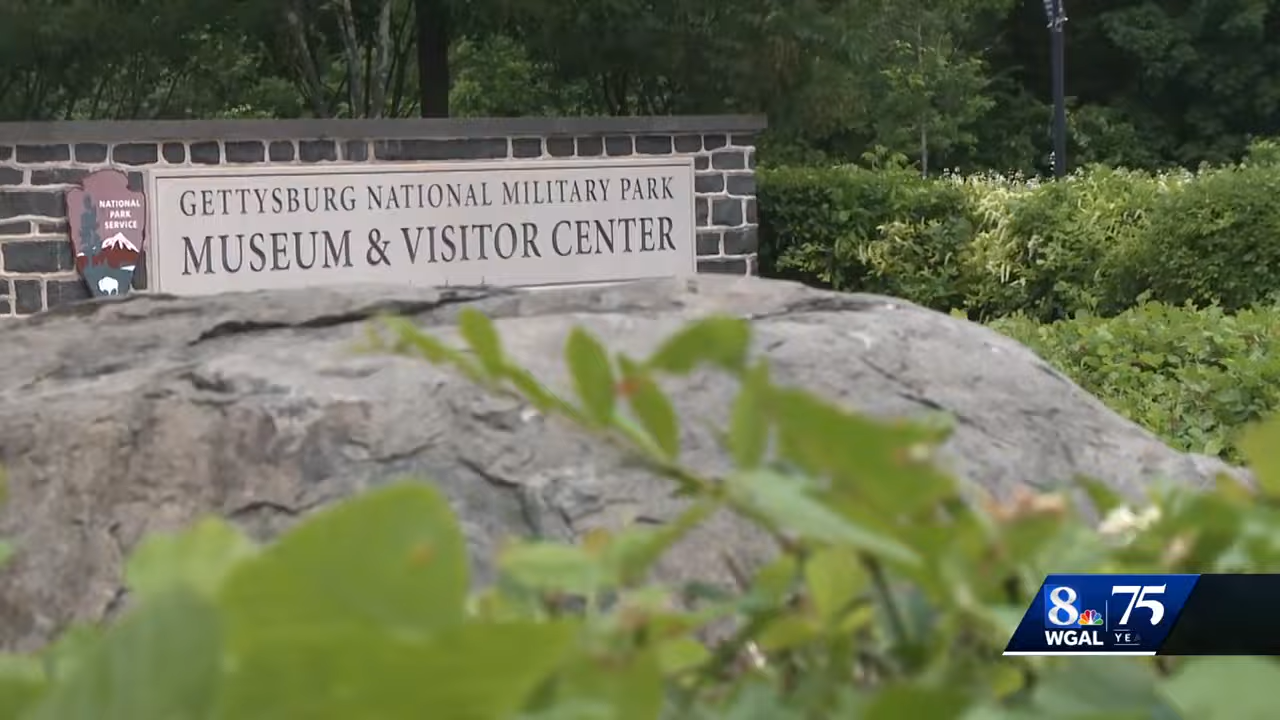 NATIONAL
PARK
SERVICE
GETTYSBURG NATIONAL MILITARY PARK
MUSEUM & VISITOR CENTER
8
WGAL
75